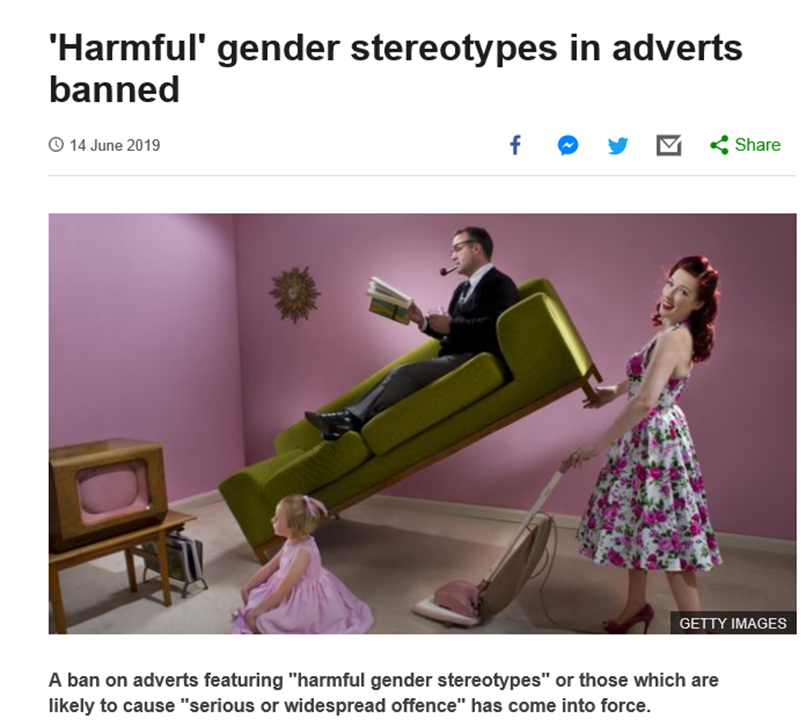 'Harmful' gender stereotypes in adverts
banned
14 June 2019
Share
GETTY IMAGES
A ban on adverts featuring "harmful gender stereotypes" or those which are
likely to cause "serious or widespread offence" has come into force.